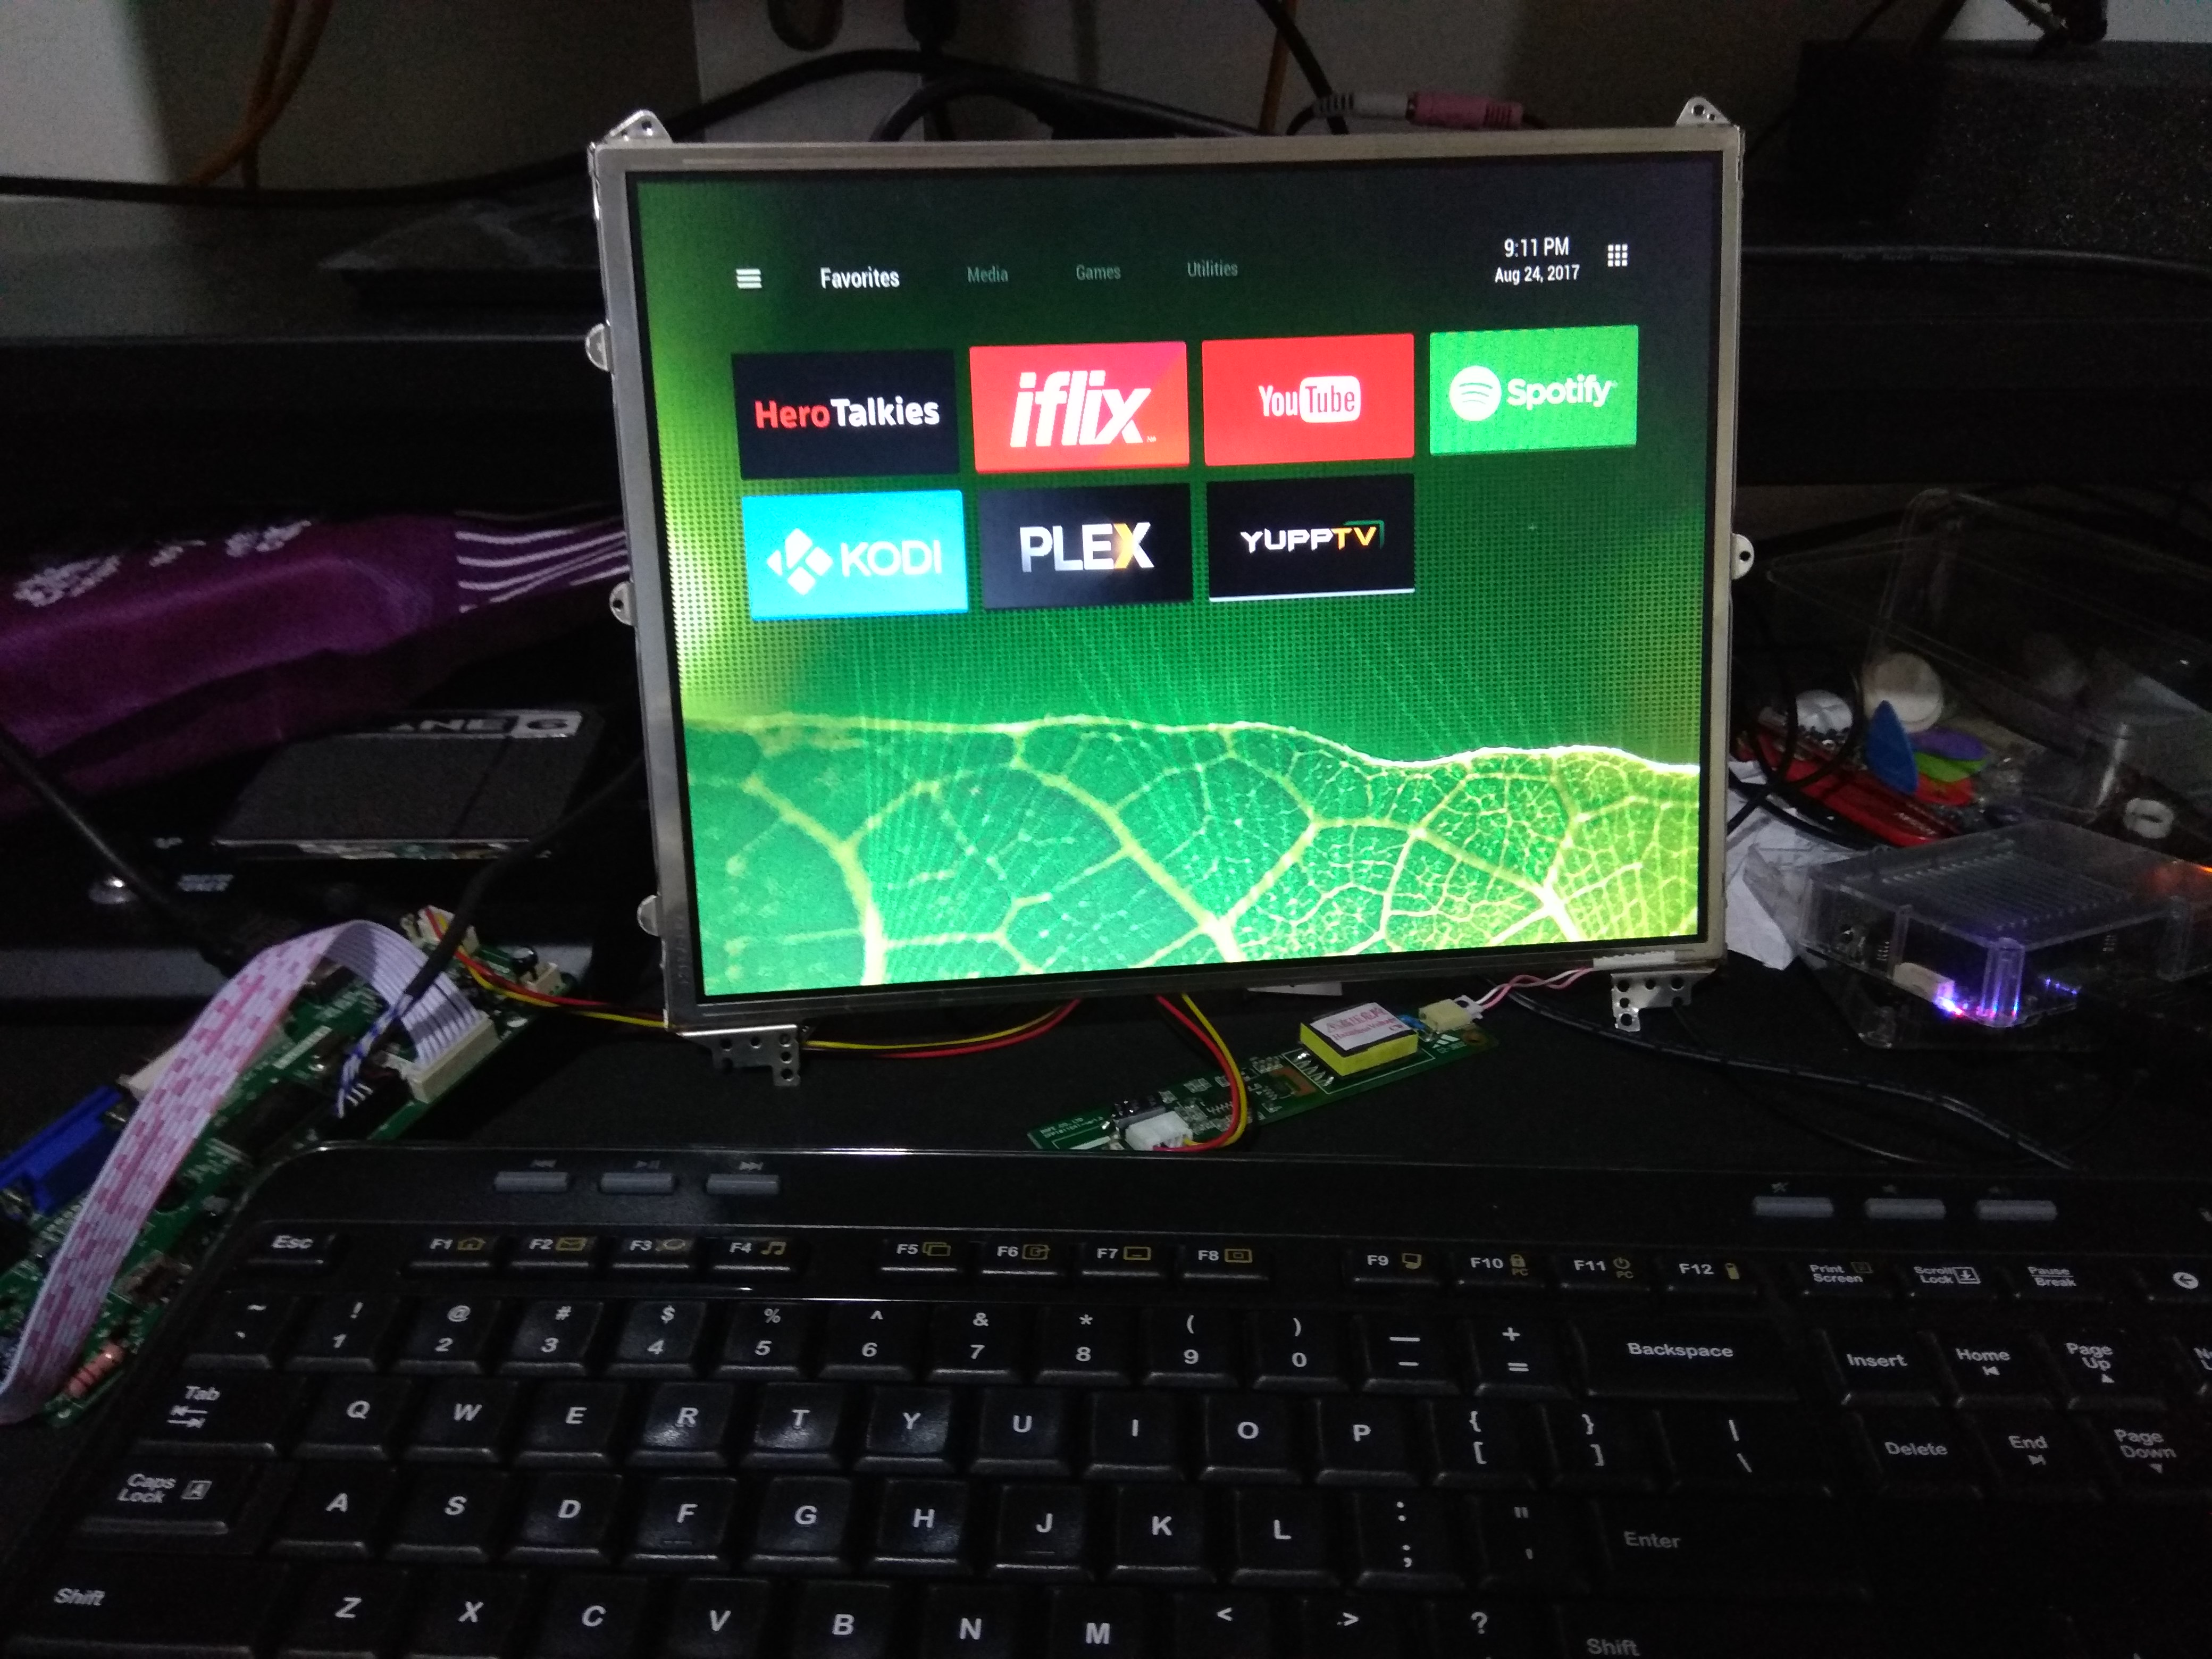 9:11 PM
Favorites Media Games Utilities
Aug 24, 2017
HeroTalkies iflix YouTube Spotify
KODI PLEX YUPPTV
Esc F1 F2 F3 F4 F5 F6 F7 F8 F9 F10 PC F11 PC F12 Print Screen Scroll Lock Pause Break
~ ` ! 1 @ 2 # 3 $ 4 % 5 ^ 6 & 7 * 8 ( 9 ) 0 — – + = Backspace Insert Home Page Up
Tab Q W E R T Y U I O P { [ } ] | \ Delete End Page Down
Caps Lock A S D F G H J K L : ; " ' Enter
Shift Z X C V B N M < > ? Shift